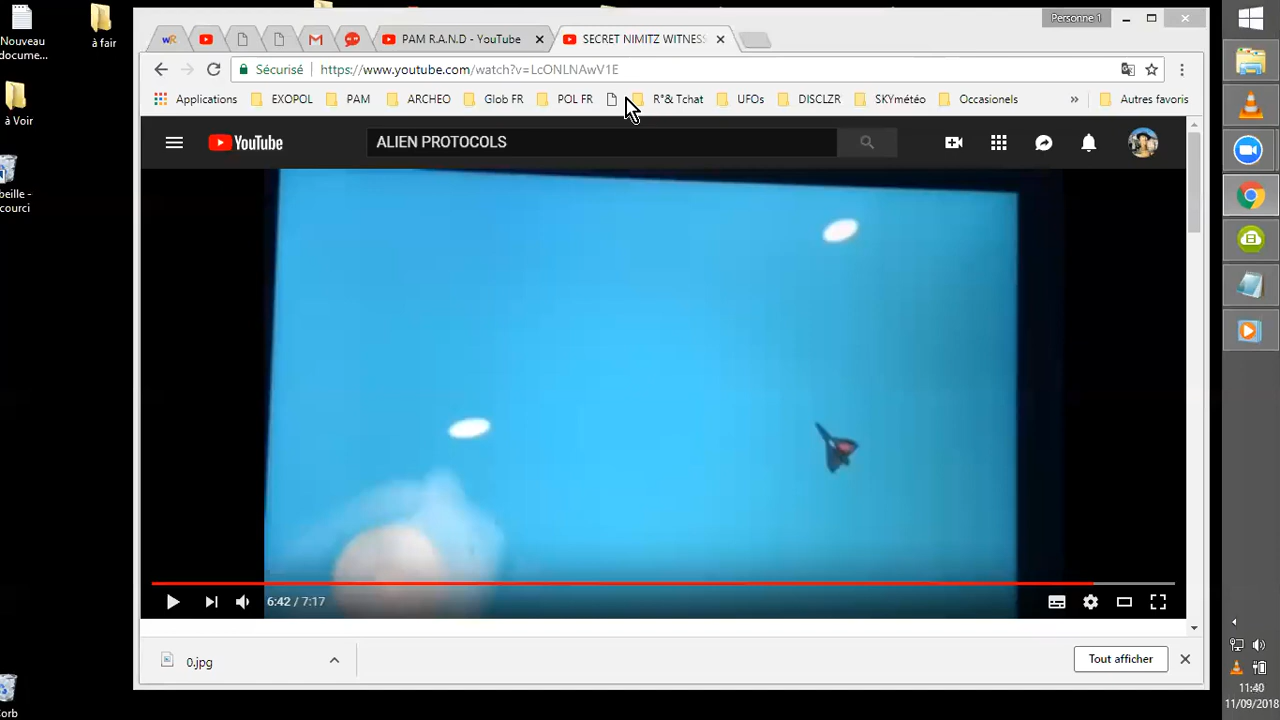 Personne 1
PAM R.A.N.D - YouTube
SECRET NIMITZ WITNESS
Sécurisé
https://www.youtube.com/watch?v=LcONLNAwV1E
Applications
EXOPOL
PAM
ARCHEO
Glob FR
POL FR
R°& Tchat
UFOs
DISCLZR
SKYmétéo
Occasionels
»
Autres favoris
YouTube
ALIEN PROTOCOLS
6:42 / 7:17
0.jpg
Tout afficher
Nouveau
docume...
à fair
à Voir
beille -
courci
Corb
11:40
11/09/2018